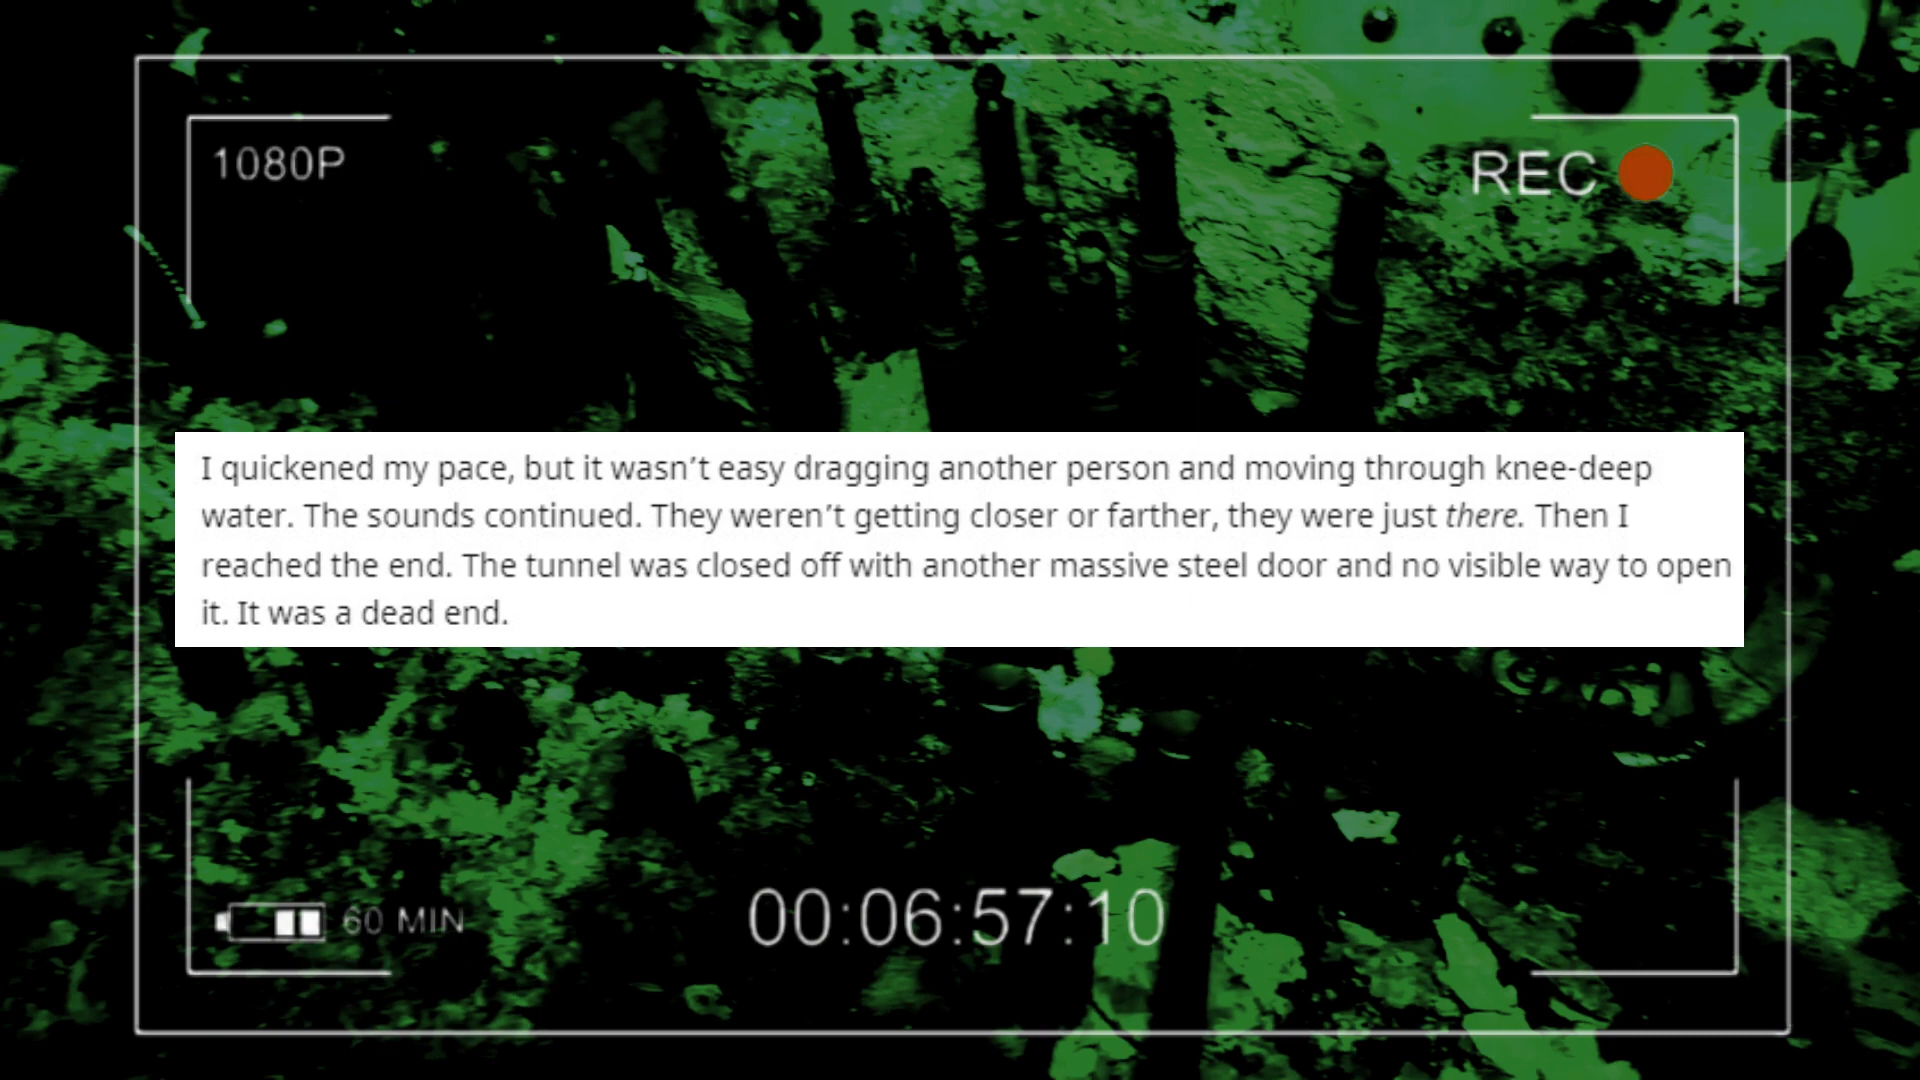 1080P
REC
I quickened my pace, but it wasn’t easy dragging another person and moving through knee-deep
water. The sounds continued. They weren’t getting closer or farther, they were just there. Then I
reached the end. The tunnel was closed off with another massive steel door and no visible way to open
it. It was a dead end.
60 MIN
00:06:57:10